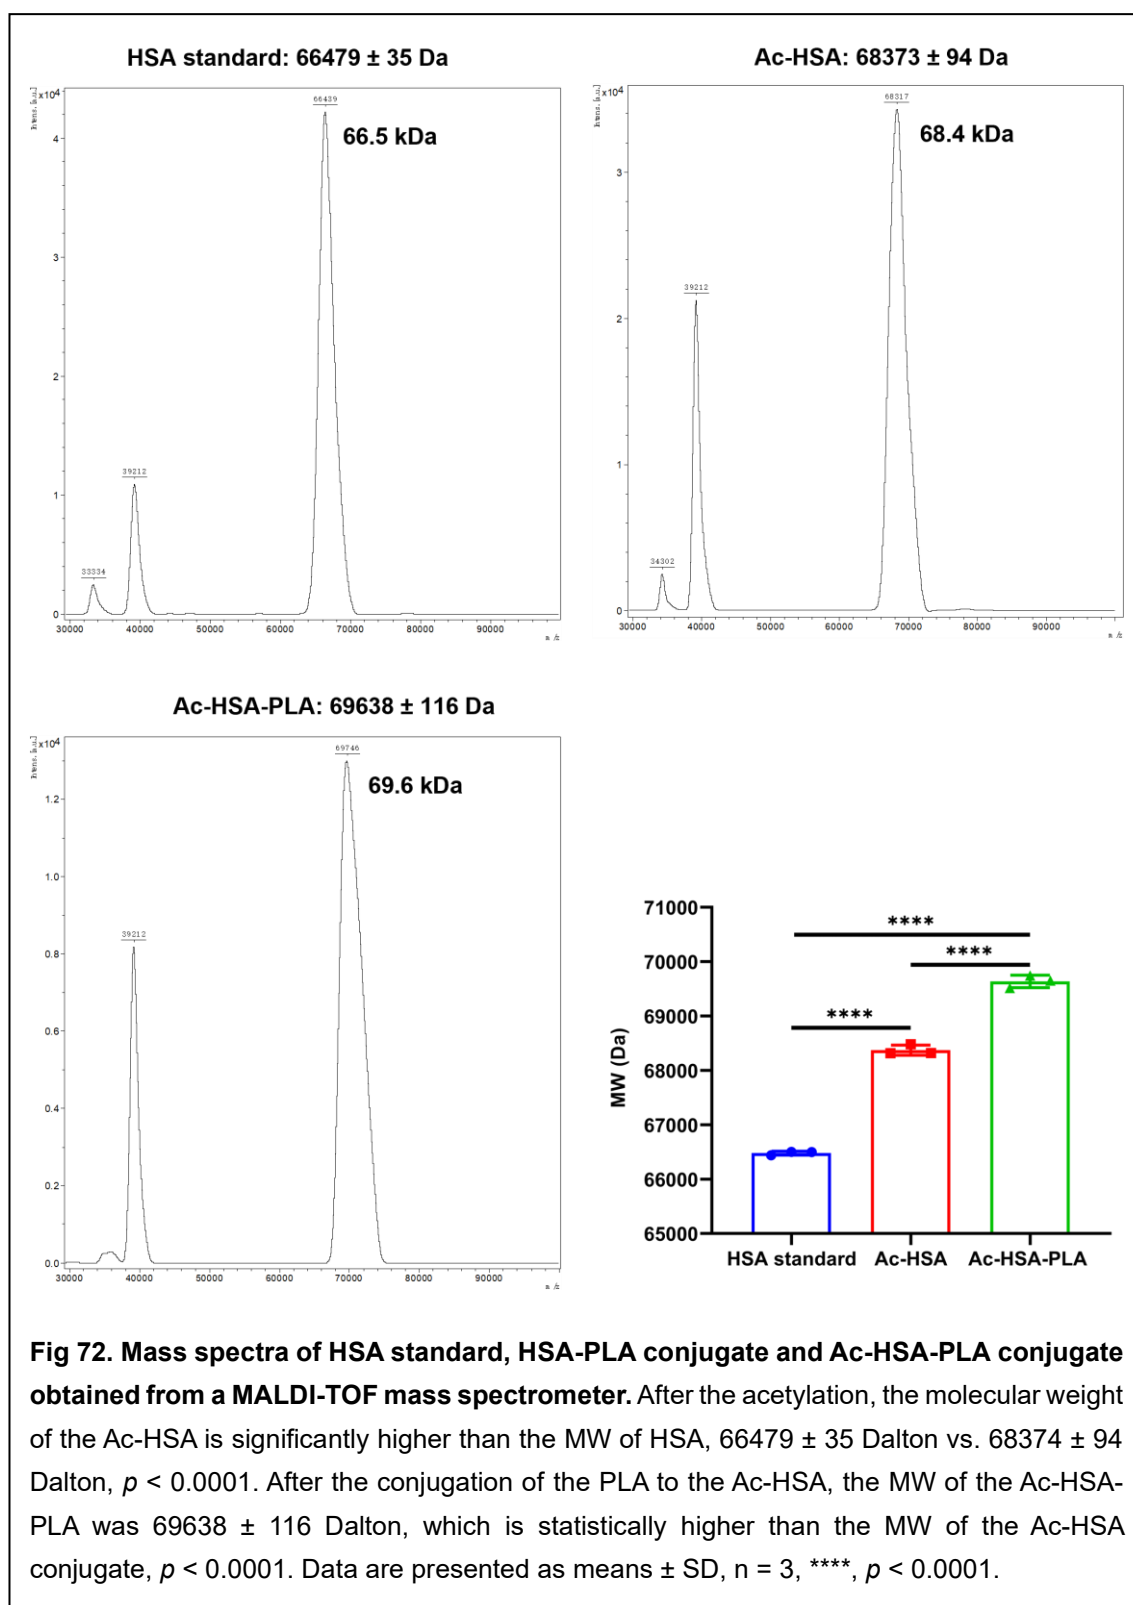 HSA standard: 66479 ± 35 Da
Intens. [a.u.]
x10⁴
66439
66.5 kDa
4
3
2
39212
1
33334
0
30000 40000 50000 60000 70000 80000 90000
m/z
Ac-HSA: 68373 ± 94 Da
Intens. [a.u.]
x10⁴
68317
68.4 kDa
3
39212
2
1
34302
0
30000 40000 50000 60000 70000 80000 90000
m/z
Ac-HSA-PLA: 69638 ± 116 Da
Intens. [a.u.]
x10⁴
69746
69.6 kDa
1.2
1.0
39212
0.8
0.6
0.4
0.2
0.0
30000 40000 50000 60000 70000 80000 90000
m/z
MW (Da)
71000
70000
69000
68000
67000
66000
65000
****
****
****
HSA standard Ac-HSA Ac-HSA-PLA
Fig 72. Mass spectra of HSA standard, HSA-PLA conjugate and Ac-HSA-PLA conjugate
obtained from a MALDI-TOF mass spectrometer. After the acetylation, the molecular weight
of the Ac-HSA is significantly higher than the MW of HSA, 66479 ± 35 Dalton vs. 68374 ± 94
Dalton, p < 0.0001. After the conjugation of the PLA to the Ac-HSA, the MW of the Ac-HSA-
PLA was 69638 ± 116 Dalton, which is statistically higher than the MW of the Ac-HSA
conjugate, p < 0.0001. Data are presented as means ± SD, n = 3, ****, p < 0.0001.